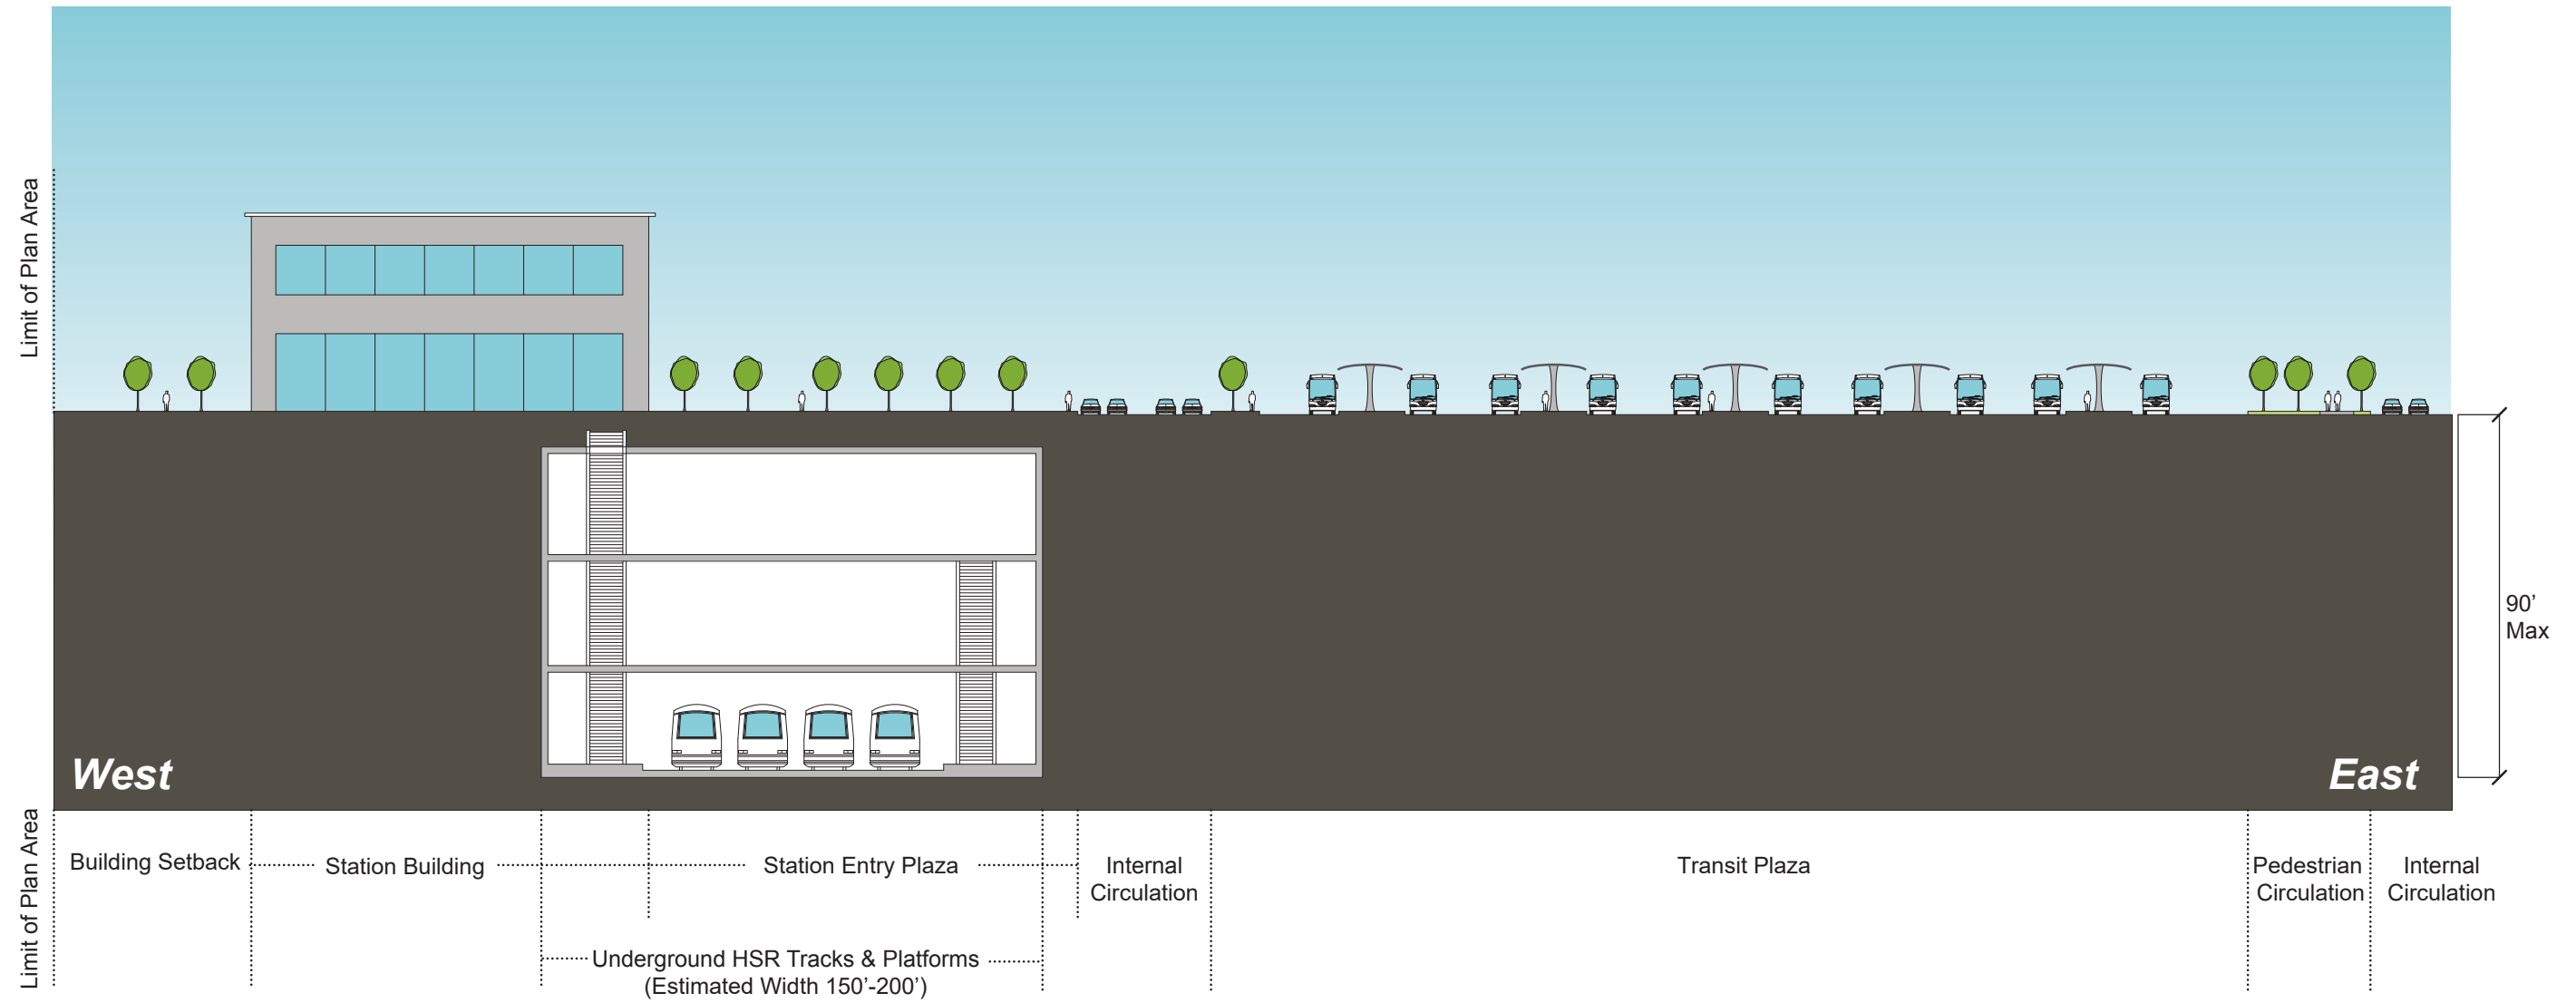 Limit of Plan Area
90’
Max
West
East
Limit of Plan Area
Building Setback
Station Building
Station Entry Plaza
Internal
Circulation
Transit Plaza
Pedestrian
Circulation
Internal
Circulation
Underground HSR Tracks & Platforms
(Estimated Width 150’-200’)